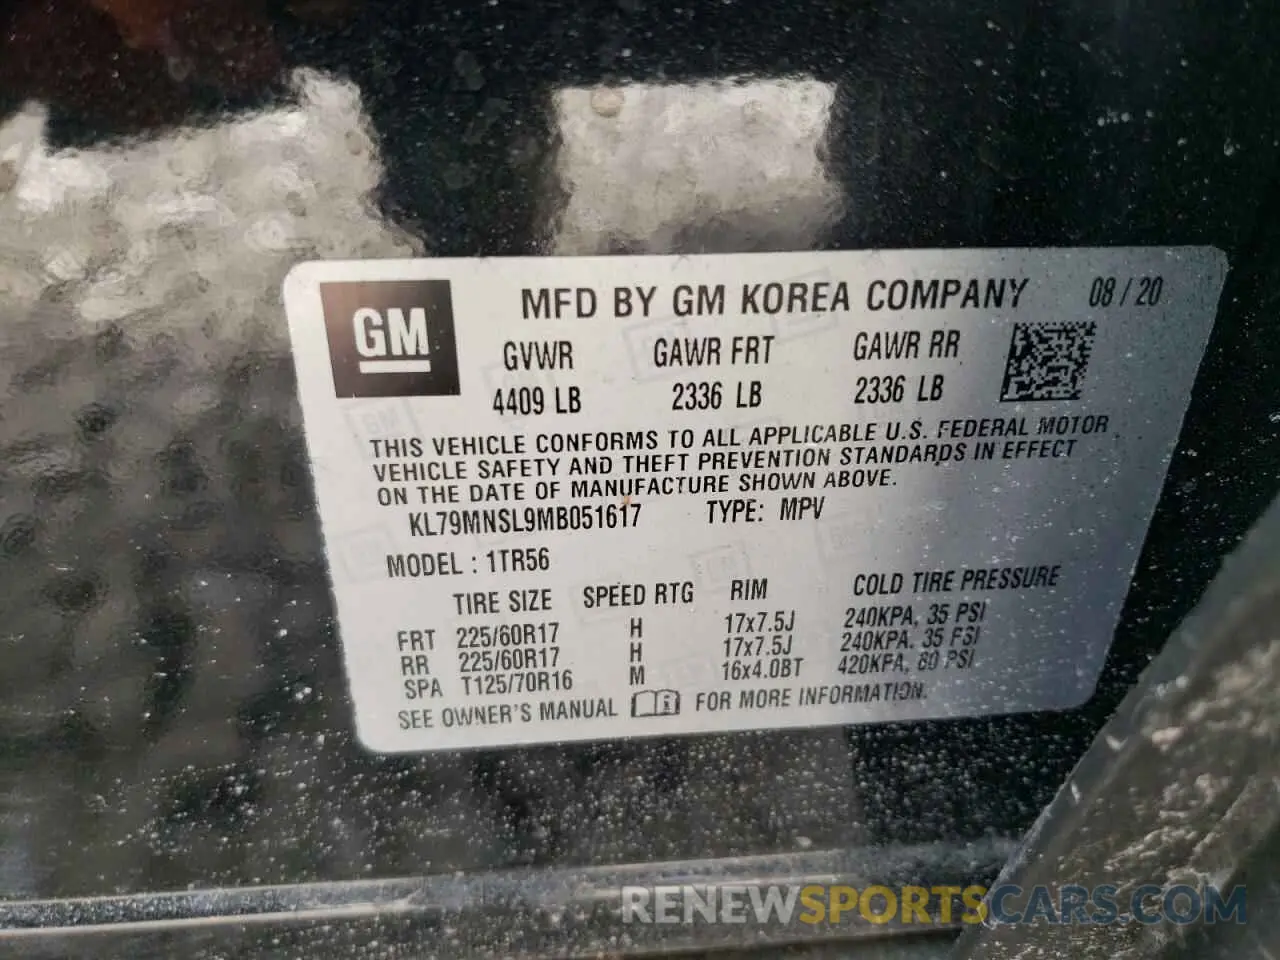 GM
MFD BY GM KOREA COMPANY 08/20
GVWR GAWR FRT GAWR RR
4409 LB 2336 LB 2336 LB
THIS VEHICLE CONFORMS TO ALL APPLICABLE U.S. FEDERAL MOTOR
VEHICLE SAFETY AND THEFT PREVENTION STANDARDS IN EFFECT
ON THE DATE OF MANUFACTURE SHOWN ABOVE.
KL79MNSL9MB051617 TYPE: MPV
MODEL : 1TR56
TIRE SIZE SPEED RTG RIM COLD TIRE PRESSURE
FRT 225/60R17 H 17x7.5J 240KPA, 35 PSI
RR 225/60R17 H 17x7.5J 240KPA, 35 PSI
SPA T125/70R16 M 16x4.0BT 420KPA, 60 PSI
SEE OWNER'S MANUAL FOR MORE INFORMATION.
RENEWSPORTSCARS.COM